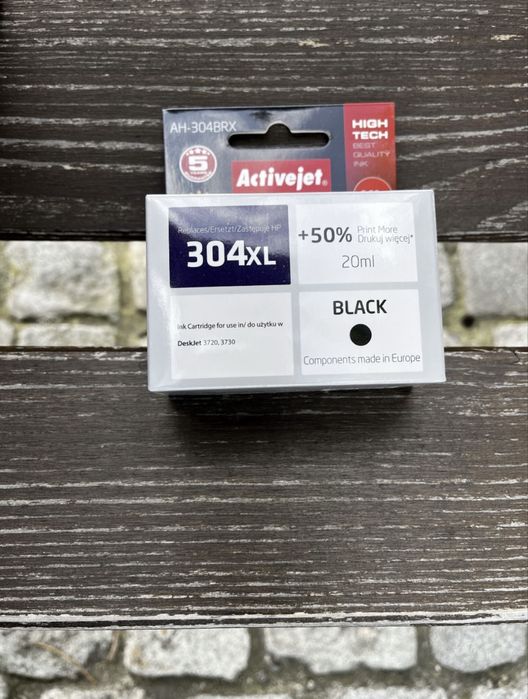 AH-304BRX
HIGH
TECH
BEST
QUALITY
INK
5
Activejet®
Replaces/Ersetzt/Zastępuje HP
304XL
+50% Print More
Drukuj więcej*
20ml
Ink Cartridge for use in/ do użytku w
DeskJet 3720, 3730
BLACK
Components made in Europe